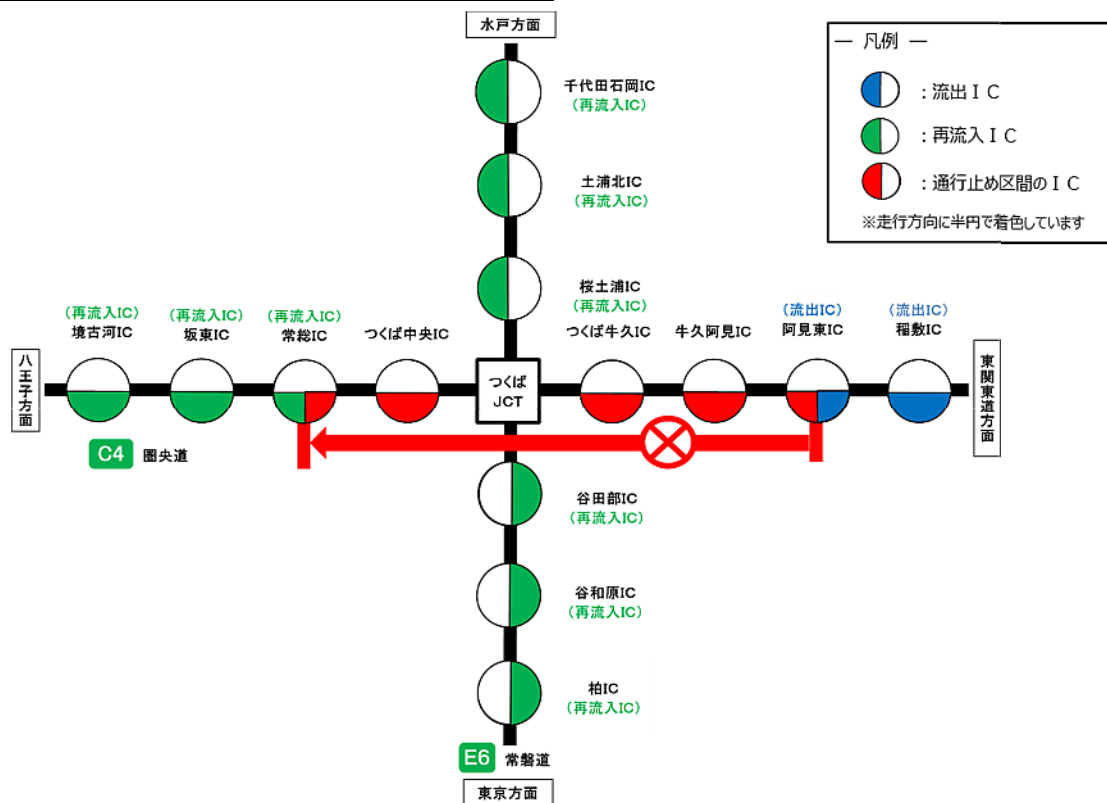 水戸方面
― 凡例 ―
：流出ＩＣ
：再流入ＩＣ
：通行止め区間のＩＣ
※走行方向に半円で着色しています
千代田石岡IC
(再流入IC)
土浦北IC
(再流入IC)
桜土浦IC
(再流入IC)
(再流入IC)
境古河IC
(再流入IC)
坂東IC
(再流入IC)
常総IC
つくば中央IC
つくば牛久IC
牛久阿見IC
(流出IC)
阿見東IC
(流出IC)
稲敷IC
八王子方面
つくば
JCT
東関東道方面
C4 圏央道
谷田部IC
(再流入IC)
谷和原IC
(再流入IC)
柏IC
(再流入IC)
E6 常磐道
東京方面